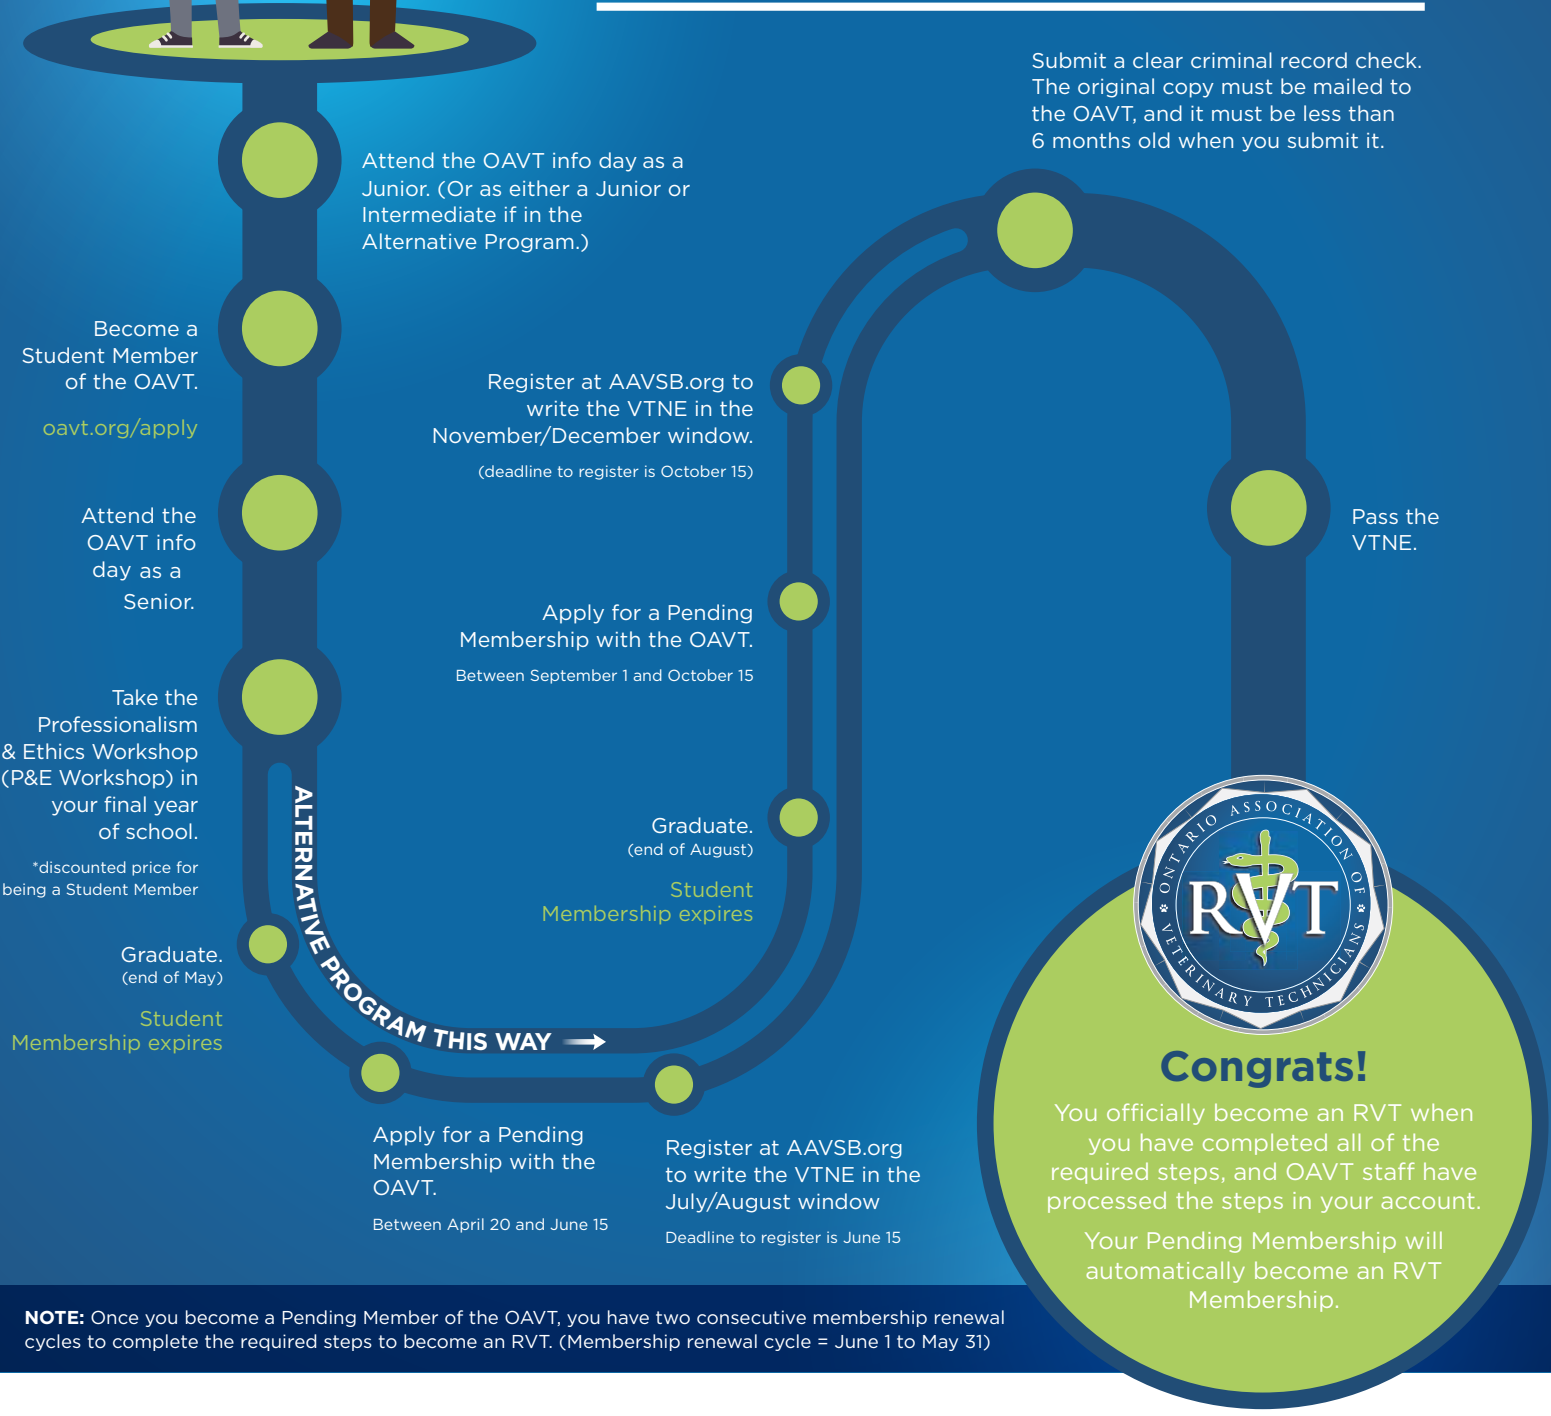 Attend the OAVT info day as a
Junior. (Or as either a Junior or
Intermediate if in the
Alternative Program.)
Become a
Student Member
of the OAVT.
oavt.org/apply
Attend the
OAVT info
day as a
Senior.
Take the
Professionalism
& Ethics Workshop
(P&E Workshop) in
your final year
of school.
*discounted price for
being a Student Member
ALTERNATIVE PROGRAM THIS WAY
Graduate.
(end of May)
Student
Membership expires
Apply for a Pending
Membership with the
OAVT.
Between April 20 and June 15
Register at AAVSB.org
to write the VTNE in the
July/August window
Deadline to register is June 15
Graduate.
(end of August)
Student
Membership expires
Apply for a Pending
Membership with the OAVT.
Between September 1 and October 15
Register at AAVSB.org to
write the VTNE in the
November/December window.
(deadline to register is October 15)
Submit a clear criminal record check.
The original copy must be mailed to
the OAVT, and it must be less than
6 months old when you submit it.
Pass the
VTNE.
ONTARIO ASSOCIATION OF
RVT
VETERINARY TECHNICIANS
Congrats!
You officially become an RVT when
you have completed all of the
required steps, and OAVT staff have
processed the steps in your account.
Your Pending Membership will
automatically become an RVT
Membership.
NOTE: Once you become a Pending Member of the OAVT, you have two consecutive membership renewal
cycles to complete the required steps to become an RVT. (Membership renewal cycle = June 1 to May 31)